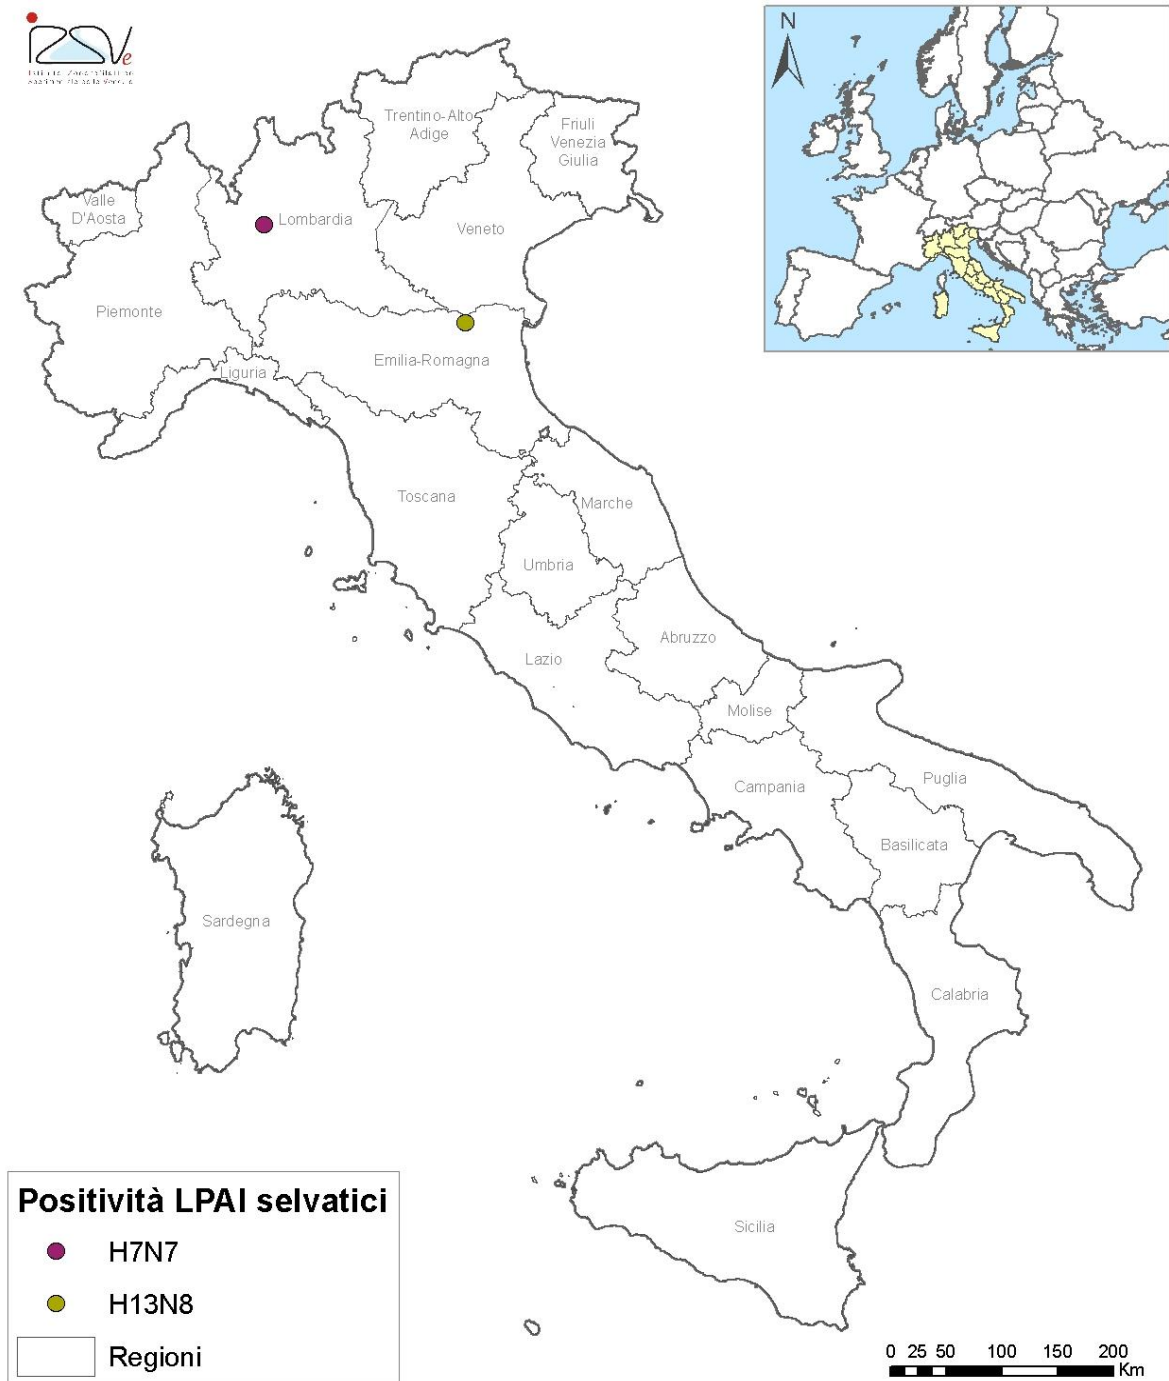 IZSVe
N
Trentino-Alto
Adige
Friuli
Venezia
Giulia
Valle
D'Aosta
Lombardia
Veneto
Piemonte
Emilia-Romagna
Liguria
Toscana
Marche
Umbria
Abruzzo
Lazio
Molise
Puglia
Campania
Basilicata
Sardegna
Calabria
Sicilia
Positività LPAI selvatici
H7N7
H13N8
Regioni
0 25 50 100 150 200
Km